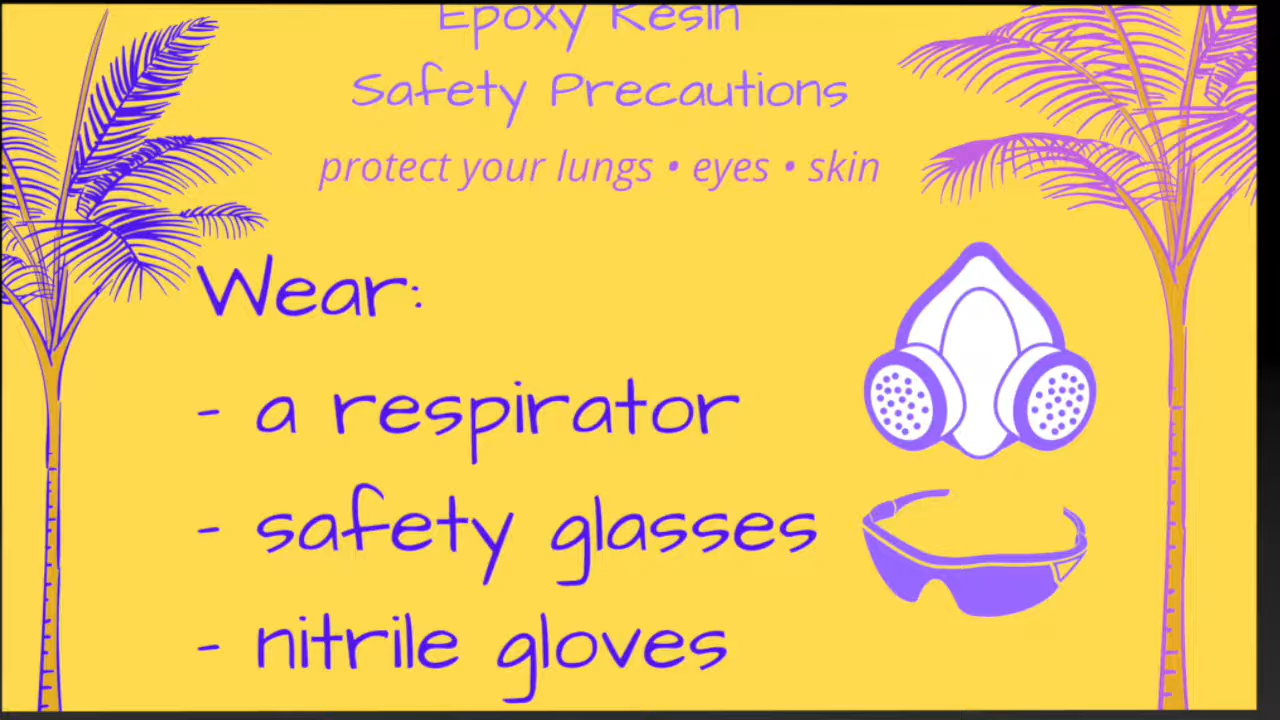 Epoxy Resin
Safety Precautions
protect your lungs • eyes • skin
Wear:
- a respirator
- safety glasses
- nitrile gloves